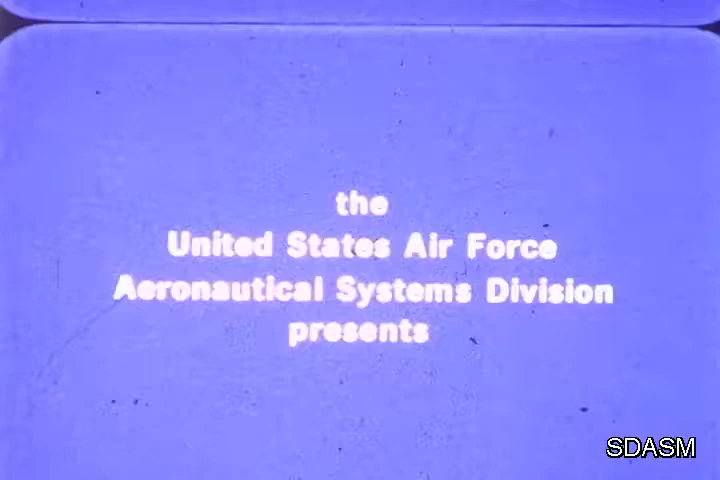 the
United States Air Force
Aeronautical Systems Division
presents
SDASM